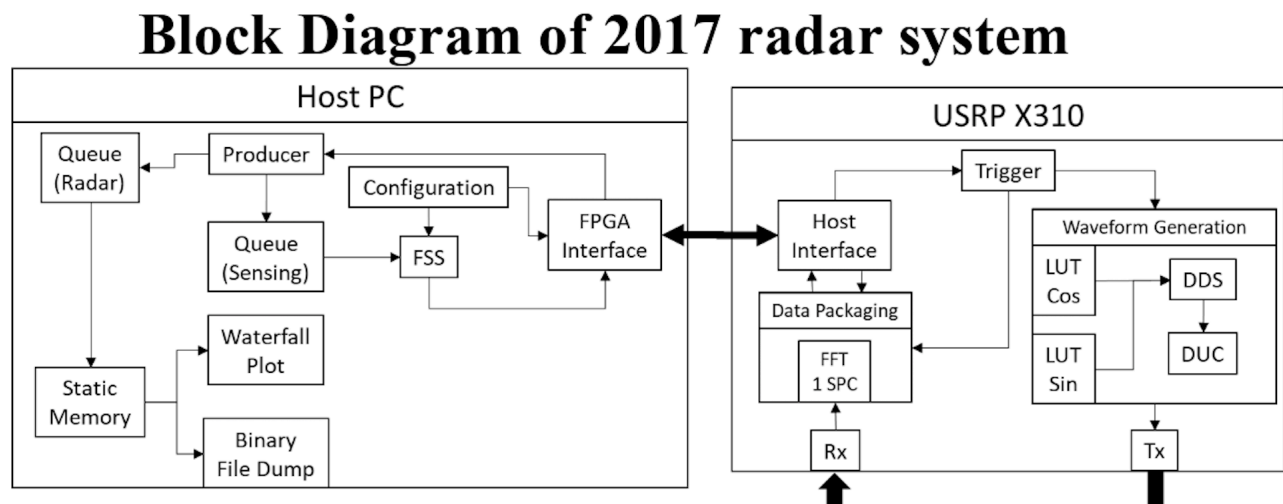 Block Diagram of 2017 radar system
Host PC
Queue
(Radar)
Producer
Configuration
Queue
(Sensing)
FSS
FPGA
Interface
Waterfall
Plot
Static
Memory
Binary
File Dump
USRP X310
Trigger
Host
Interface
Waveform Generation
LUT
Cos
DDS
Data Packaging
FFT
1 SPC
LUT
Sin
DUC
Rx
Tx